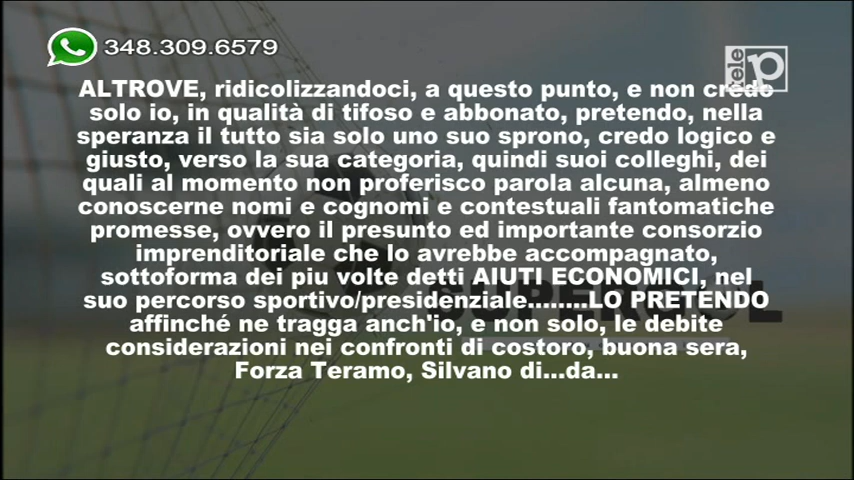 348.309.6579
tele p
ALTROVE, ridicolizzandoci, a questo punto, e non credo
solo io, in qualità di tifoso e abbonato, pretendo, nella
speranza il tutto sia solo uno suo sprono, credo logico e
giusto, verso la sua categoria, quindi suoi colleghi, dei
quali al momento non proferisco parola alcuna, almeno
conoscerne nomi e cognomi e contestuali fantomatiche
promesse, ovvero il presunto ed importante consorzio
imprenditoriale che lo avrebbe accompagnato,
sottoforma dei piu volte detti AIUTI ECONOMICI, nel
suo percorso sportivo/presidenziale........LO PRETENDO
SUPERGOL
affinché ne tragga anch'io, e non solo, le debite
considerazioni nei confronti di costoro, buona sera,
Forza Teramo, Silvano di...da...